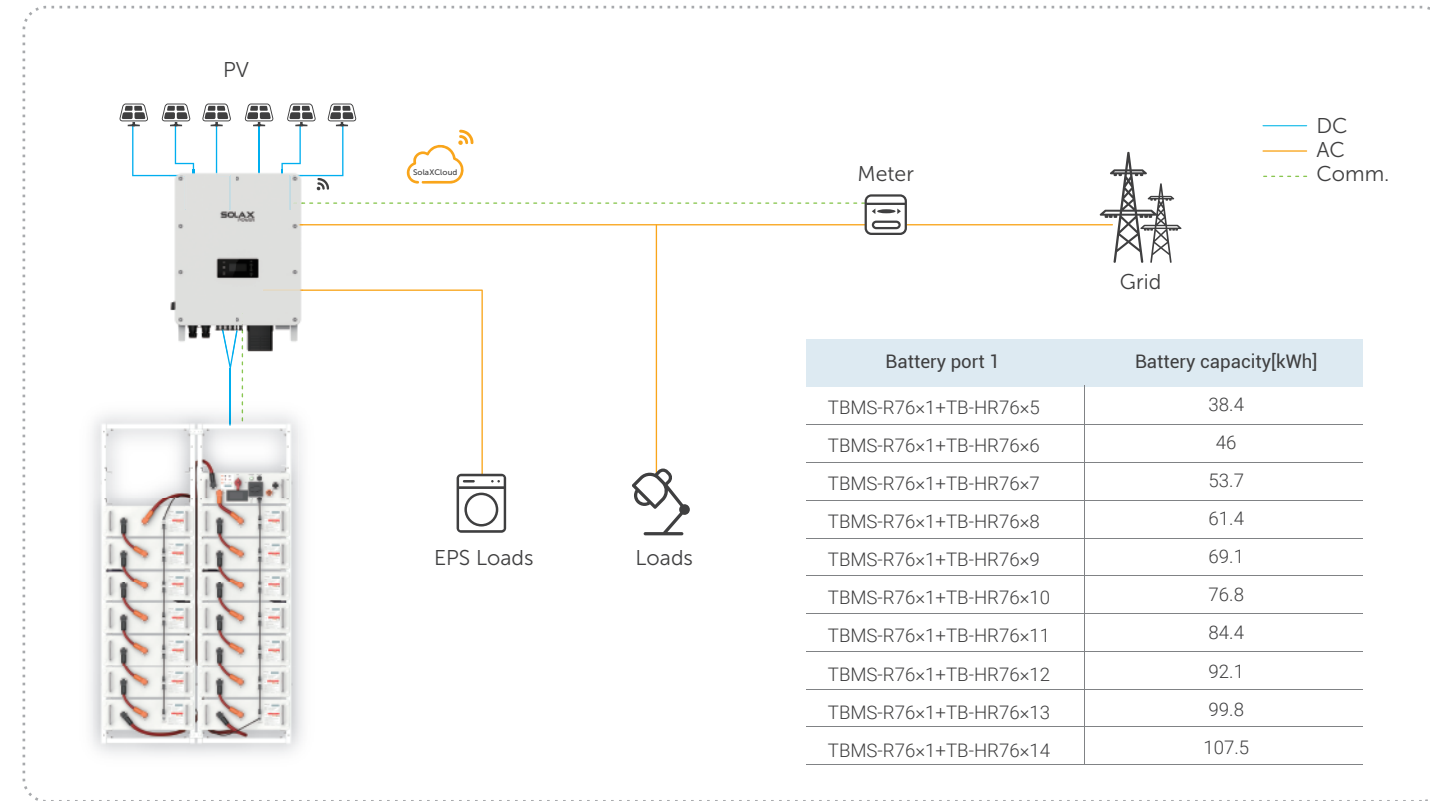 PV
SolaXCloud
DC
AC
Comm.
Meter
SOLAX
POWER
Grid
EPS Loads
Loads
Battery port 1 Battery capacity[kWh]
TBMS-R76×1+TB-HR76×5 38.4
TBMS-R76×1+TB-HR76×6 46
TBMS-R76×1+TB-HR76×7 53.7
TBMS-R76×1+TB-HR76×8 61.4
TBMS-R76×1+TB-HR76×9 69.1
TBMS-R76×1+TB-HR76×10 76.8
TBMS-R76×1+TB-HR76×11 84.4
TBMS-R76×1+TB-HR76×12 92.1
TBMS-R76×1+TB-HR76×13 99.8
TBMS-R76×1+TB-HR76×14 107.5